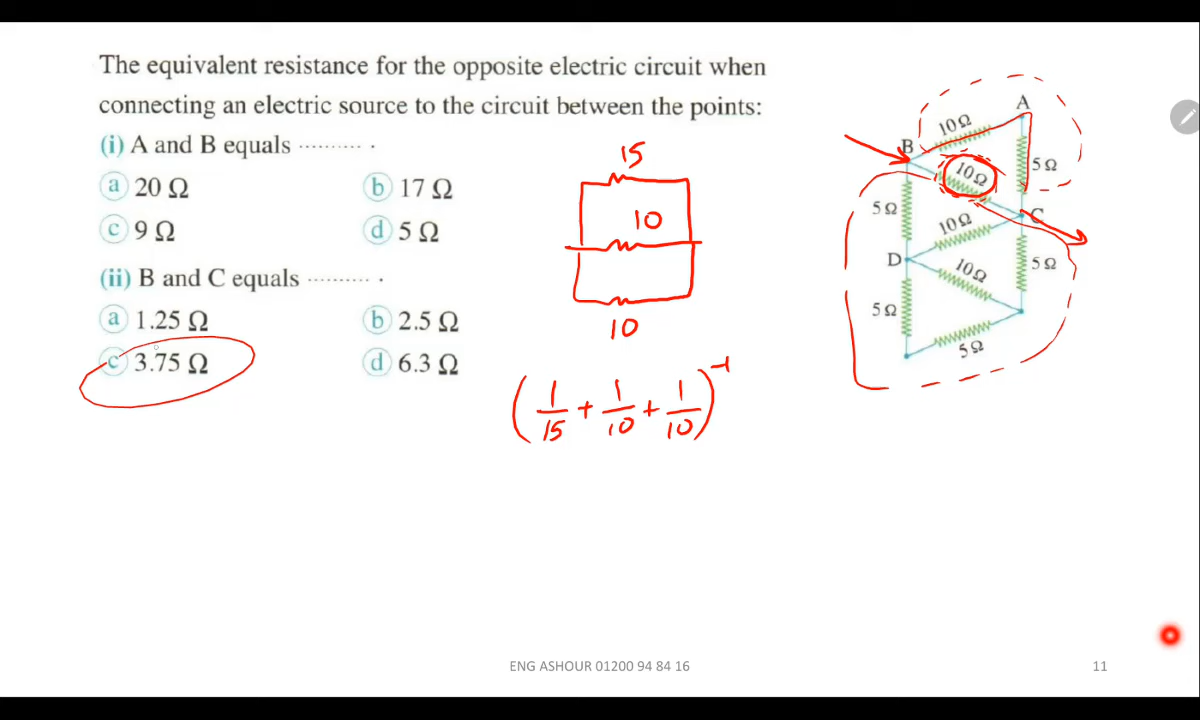 The equivalent resistance for the opposite electric circuit when
connecting an electric source to the circuit between the points:
(i) A and B equals ·········· .
a 20 Ω
b 17 Ω
c 9 Ω
d 5 Ω
(ii) B and C equals ·········· .
a 1.25 Ω
b 2.5 Ω
c 3.75 Ω
d 6.3 Ω
15
10
10
(1/15 + 1/10 + 1/10)⁻¹
A
10Ω
B
10Ω
5Ω
5Ω
C
10Ω
D
10Ω
5Ω
5Ω
5Ω
ENG ASHOUR 01200 94 84 16
11